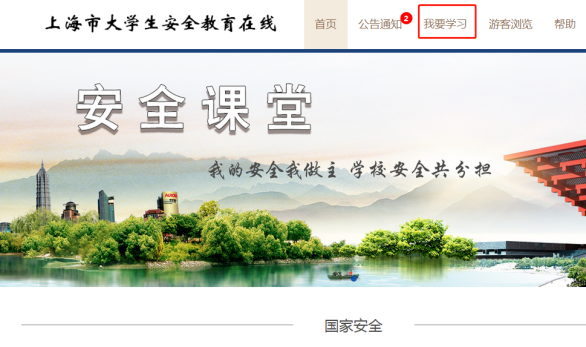 上海市大学生安全教育在线
首页 公告通知 2 我要学习 游客浏览 帮助
安全课堂
我的安全我做主 学校安全共分担
国家安全